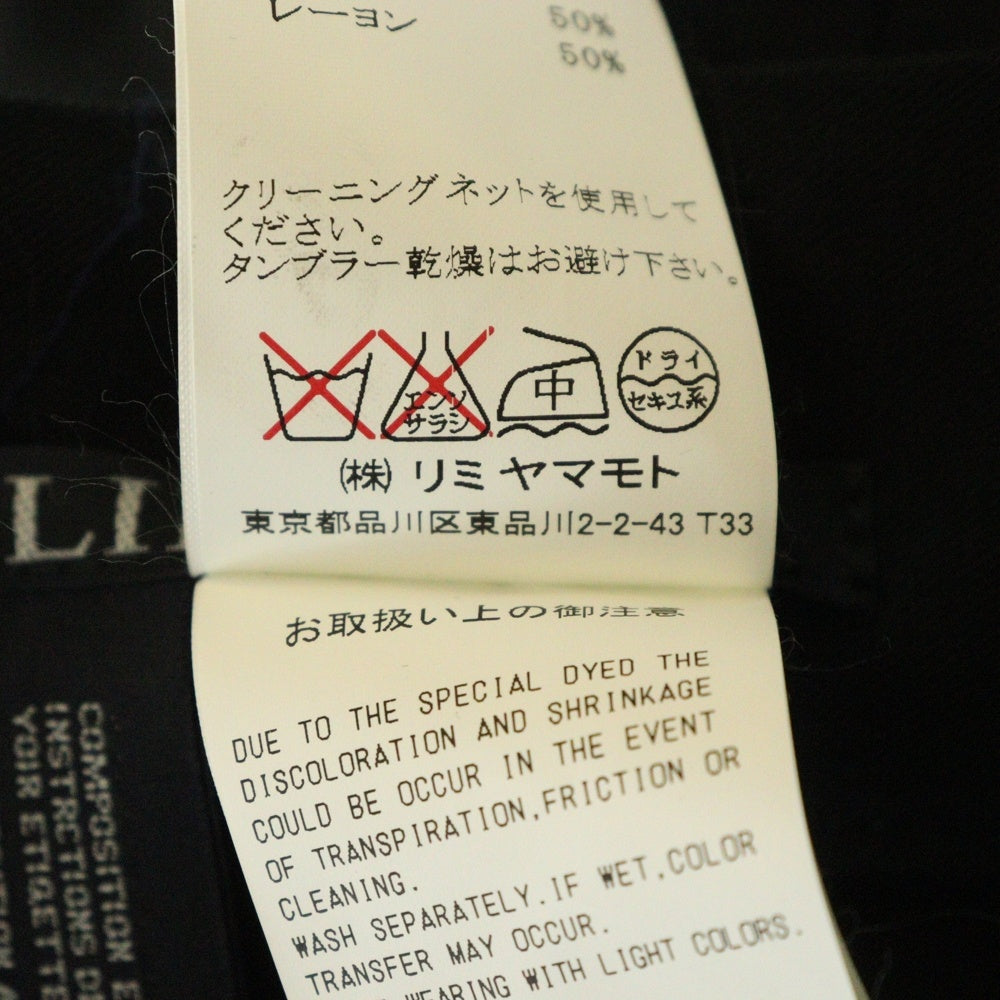 レーヨン 50%
50%
クリーニングネットを使用して
ください。
タンブラー乾燥はお避け下さい。
エンソ
サラシ
中
ドライ
セキユ系
㈱ リミ ヤマモト
東京都品川区東品川2-2-43 T33
お取扱い上の御注意
DUE TO THE SPECIAL DYED THE
DISCOLORATION AND SHRINKAGE
COULD BE OCCUR IN THE EVENT
OF TRANSPIRATION,FRICTION OR
CLEANING.
WASH SEPARATELY.IF WET,COLOR
TRANSFER MAY OCCUR.
WEARING WITH LIGHT COLORS.
LI
COMPOSITION E
INSTRCTIONS D'
YOIR ETIQETTE